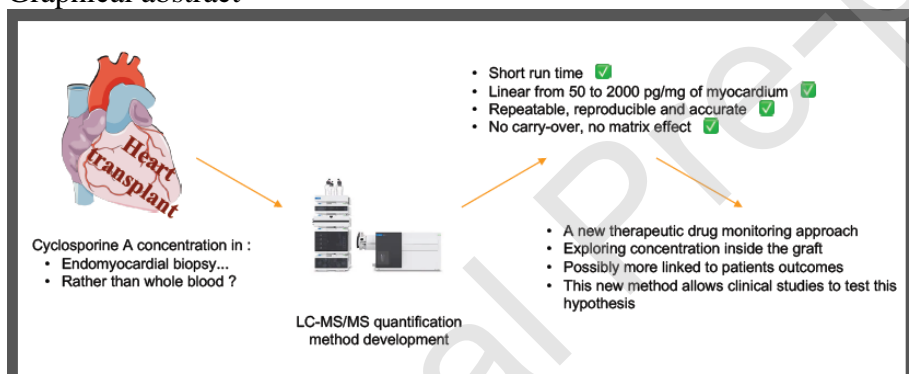 Graphical abstract
Heart
transplant
Cyclosporine A concentration in :
• Endomyocardial biopsy...
• Rather than whole blood ?
LC-MS/MS quantification
method development
• Short run time ✅
• Linear from 50 to 2000 pg/mg of myocardium ✅
• Repeatable, reproducible and accurate ✅
• No carry-over, no matrix effect ✅
• A new therapeutic drug monitoring approach
• Exploring concentration inside the graft
• Possibly more linked to patients outcomes
• This new method allows clinical studies to test this
hypothesis
al Pre-p